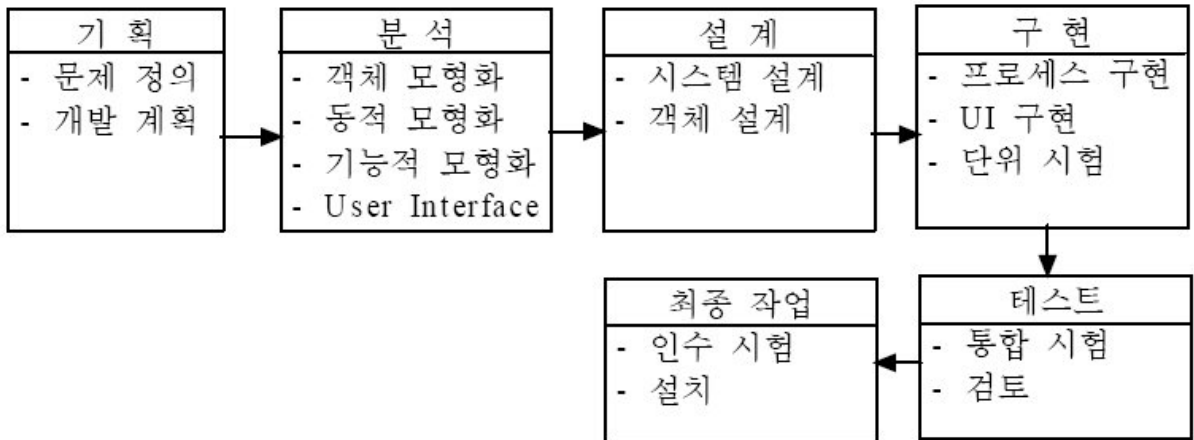 기 획
- 문제 정의
- 개발 계획
분 석
- 객체 모형화
- 동적 모형화
- 기능적 모형화
- User Interface
설 계
- 시스템 설계
- 객체 설계
구 현
- 프로세스 구현
- UI 구현
- 단위 시험
테스트
- 통합 시험
- 검토
최종 작업
- 인수 시험
- 설치